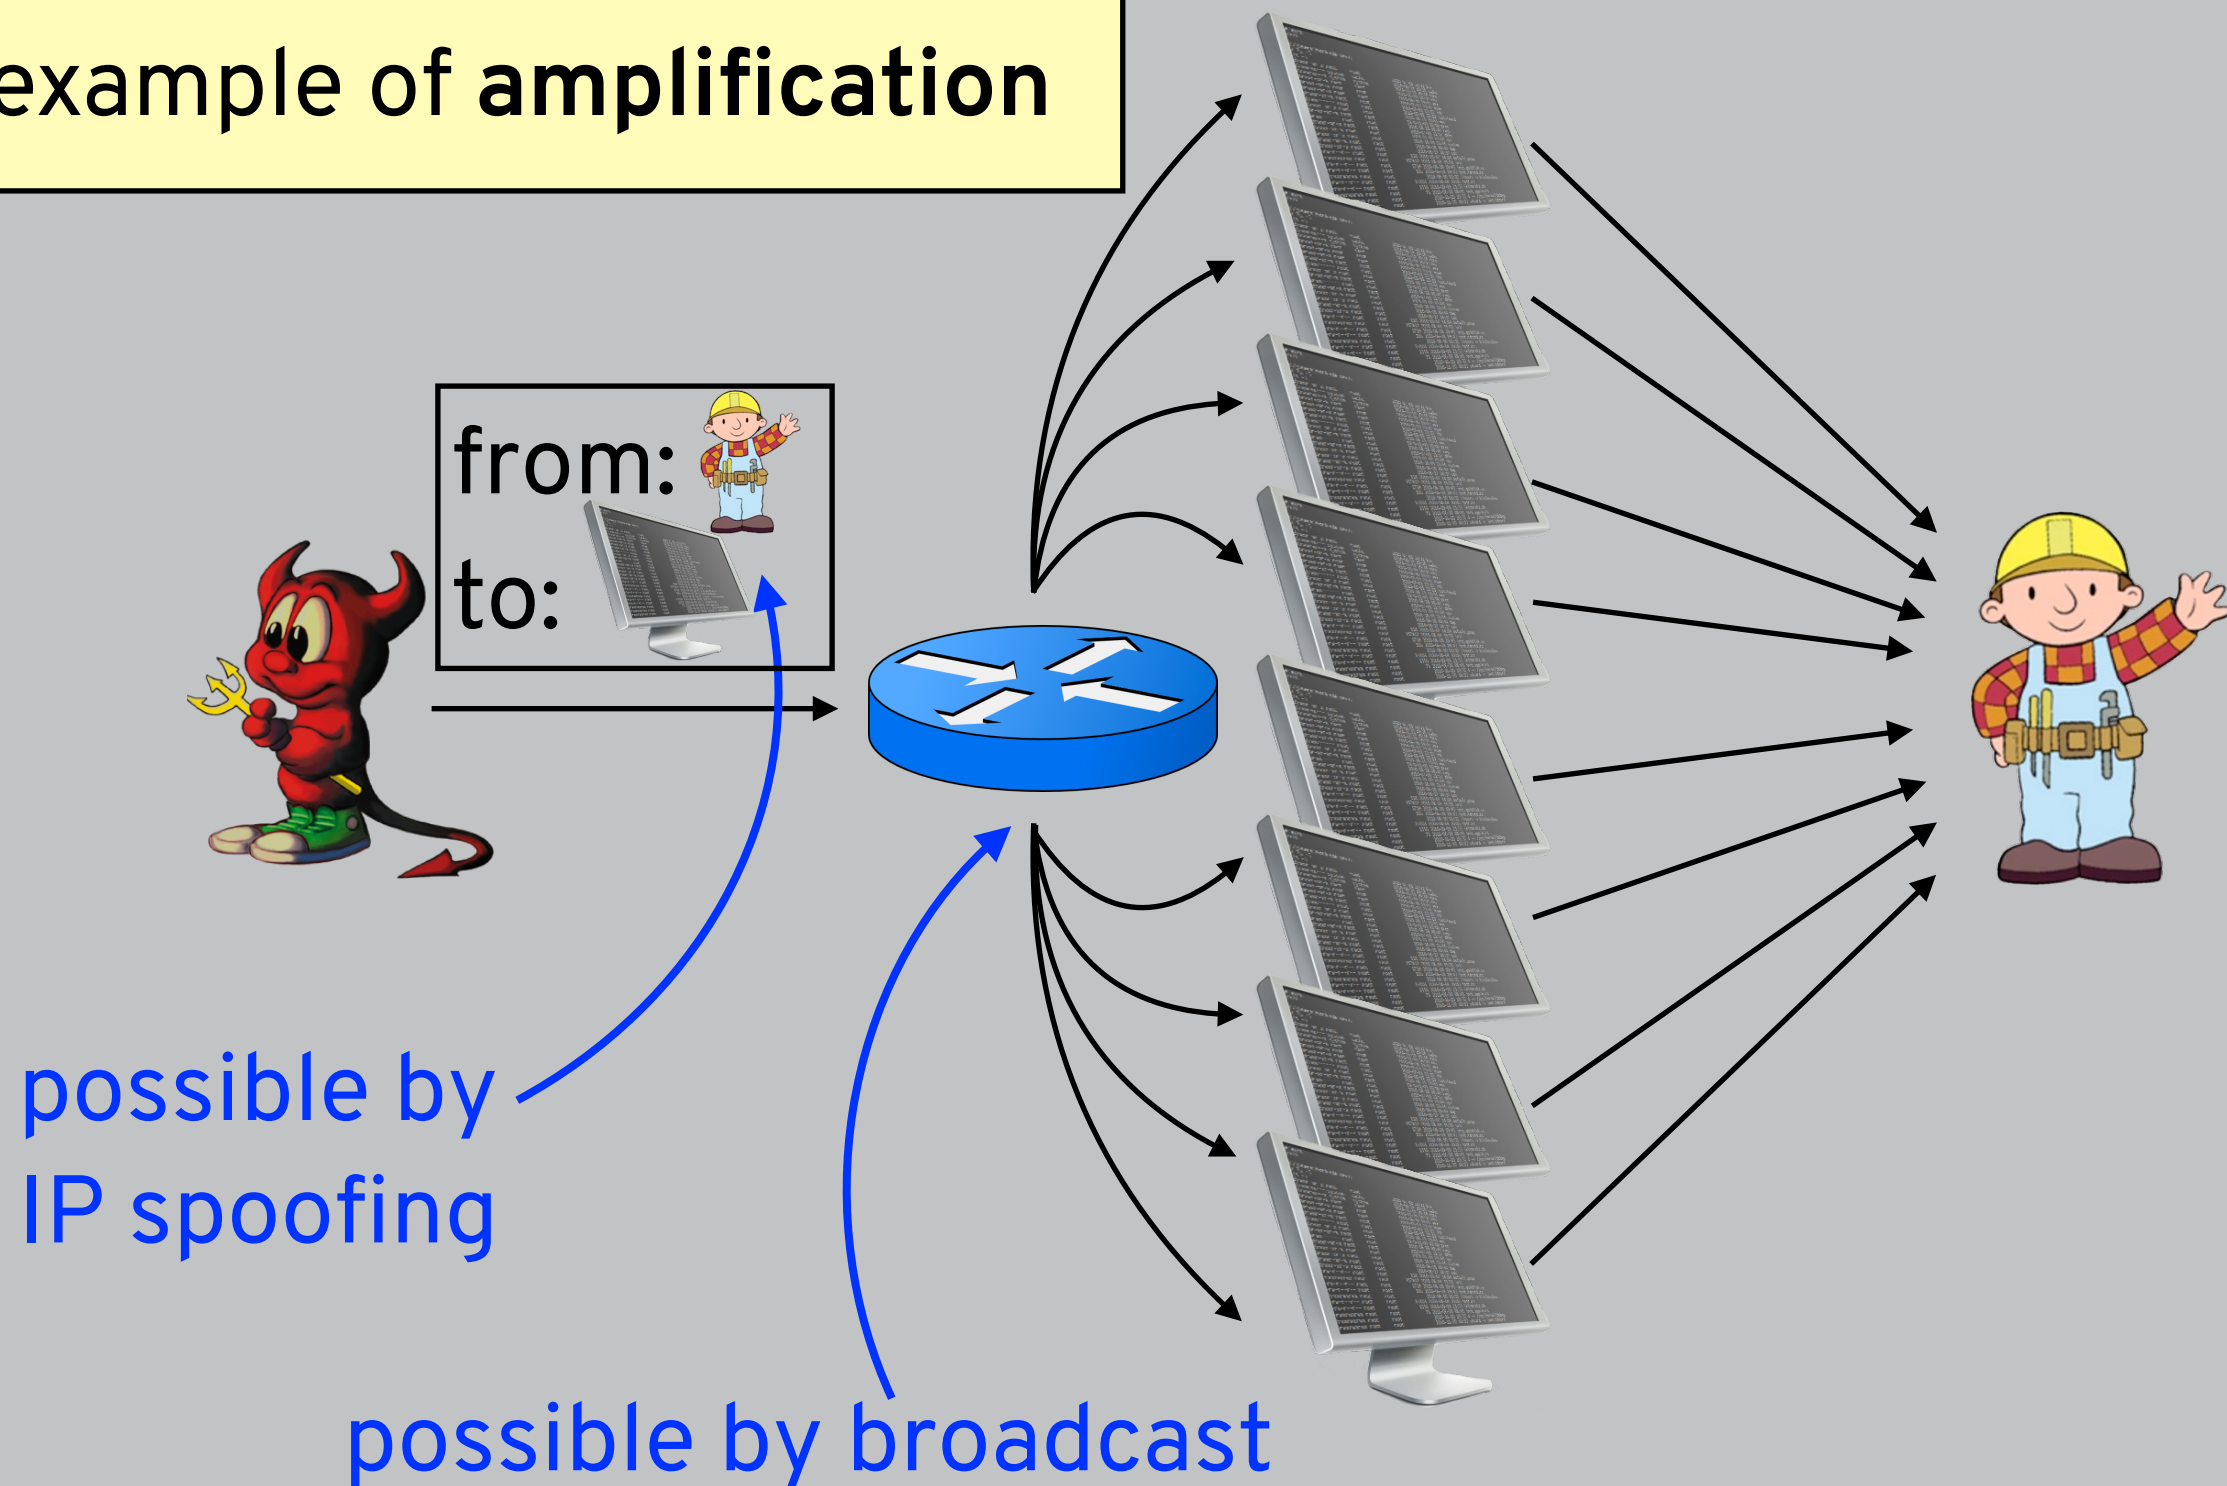 example of amplification
from:
to:
possible by
IP spoofing
possible by broadcast